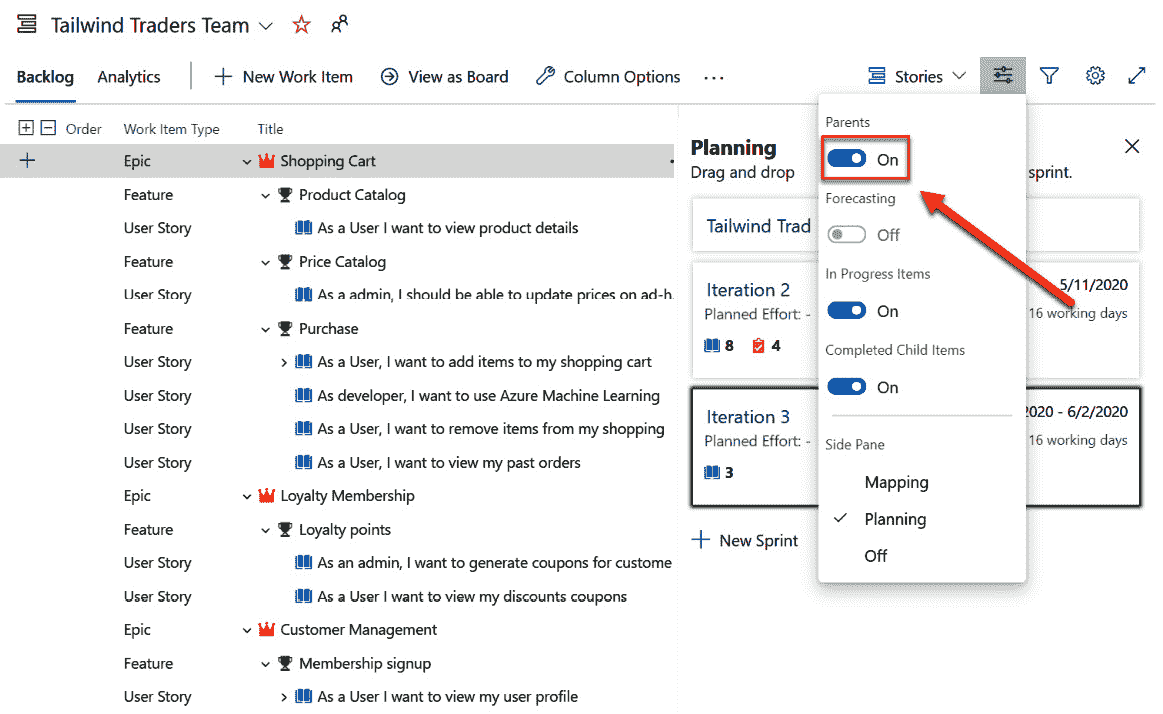 Tailwind Traders Team
Backlog Analytics New Work Item View as Board Column Options ... Stories
Order Work Item Type Title
Epic Shopping Cart
Feature Product Catalog
User Story As a User I want to view product details
Feature Price Catalog
User Story As a admin, I should be able to update prices on ad-h.
Feature Purchase
User Story As a User, I want to add items to my shopping cart
User Story As developer, I want to use Azure Machine Learning
User Story As a User, I want to remove items from my shopping
User Story As a User, I want to view my past orders
Epic Loyalty Membership
Feature Loyalty points
User Story As an admin, I want to generate coupons for custome
User Story As a User I want to view my discounts coupons
Epic Customer Management
Feature Membership signup
User Story As a User I want to view my user profile
Planning
Drag and drop sprint.
Tailwind Trad
Iteration 2 5/11/2020
Planned Effort: - 16 working days
8 4
Iteration 3 2020 - 6/2/2020
Planned Effort: - 16 working days
3
New Sprint
Parents
On
Forecasting
Off
In Progress Items
On
Completed Child Items
On
Side Pane
Mapping
Planning
Off